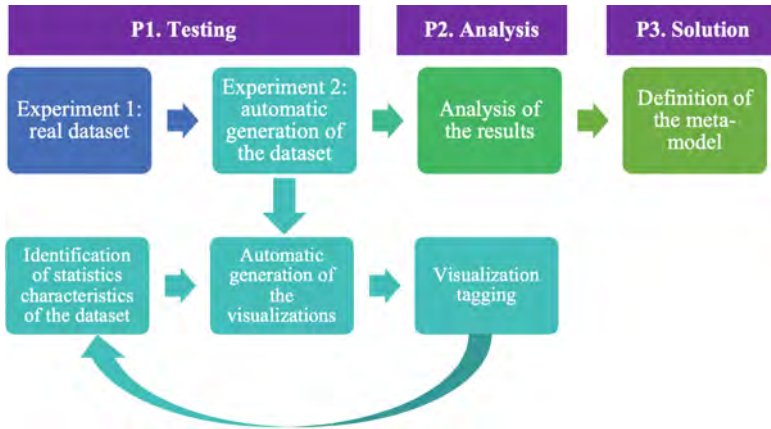 P1. Testing
P2. Analysis
P3. Solution
Experiment 1:
real dataset
Experiment 2:
automatic
generation of
the dataset
Analysis of
the results
Definition of
the meta-
model
Identification
of statistics
characteristics
of the dataset
Automatic
generation of
the
visualizations
Visualization
tagging